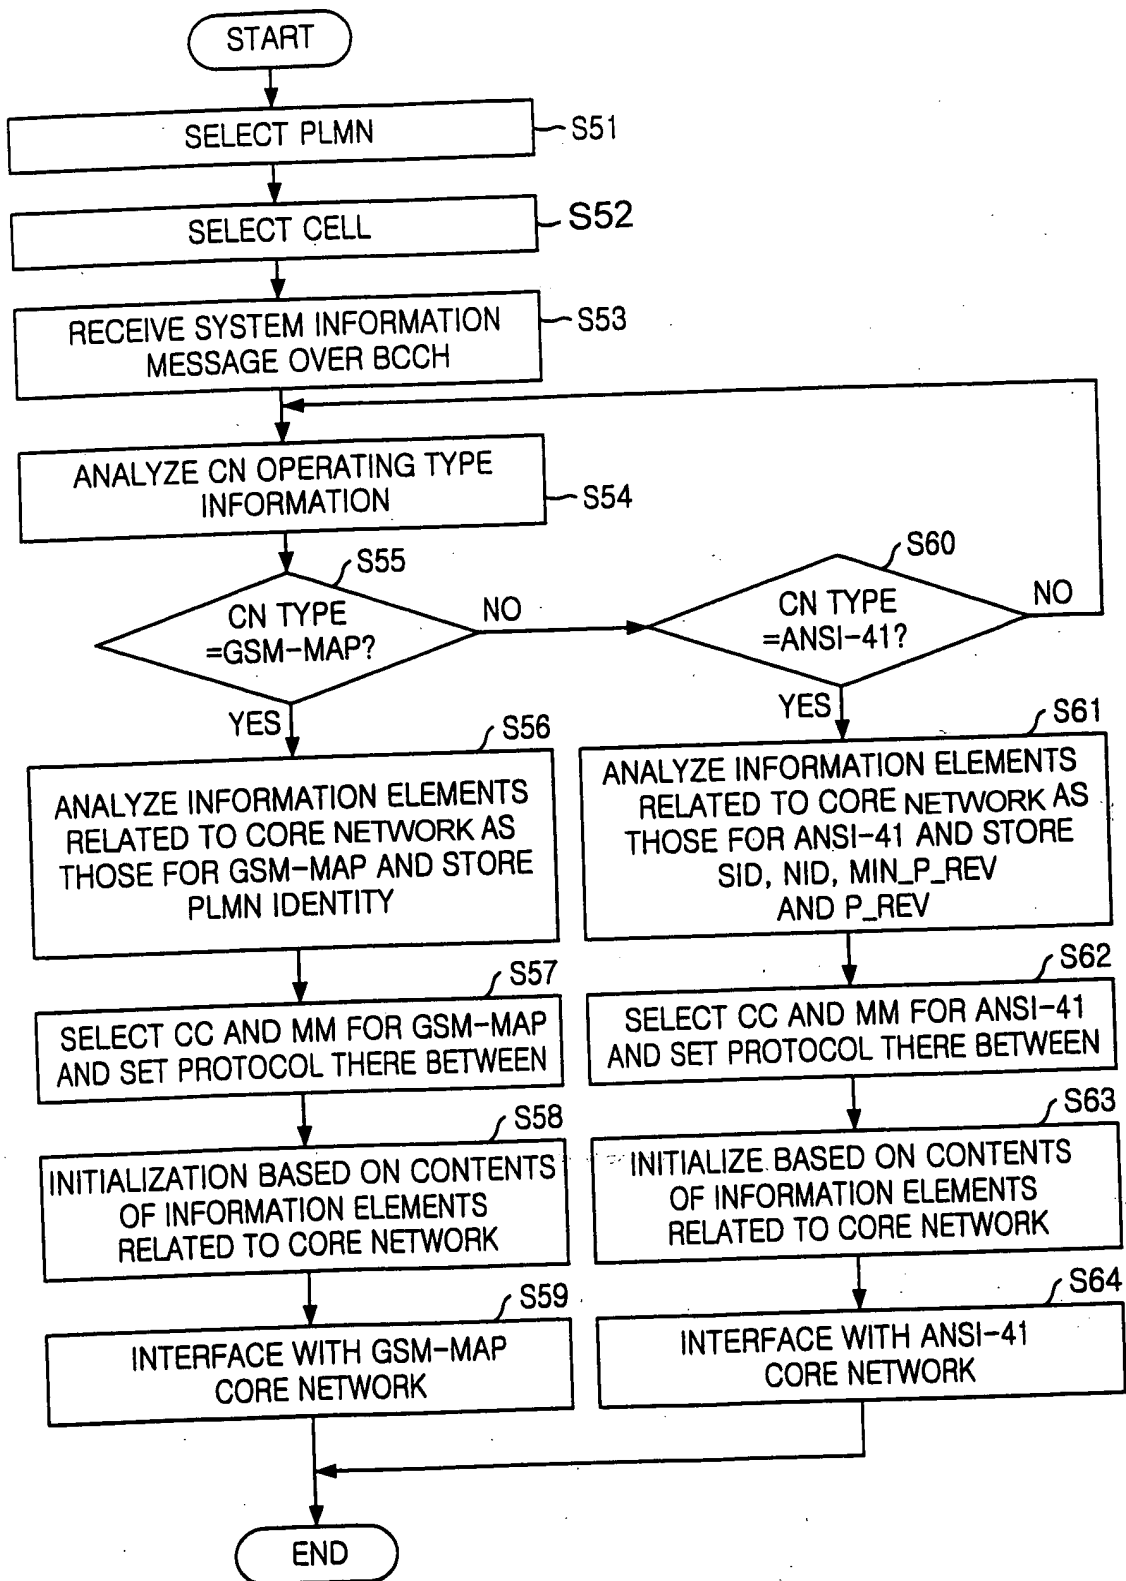 START
SELECT PLMN
S51
SELECT CELL
S52
RECEIVE SYSTEM INFORMATION
MESSAGE OVER BCCH
S53
ANALYZE CN OPERATING TYPE
INFORMATION
S54
S55
CN TYPE
=GSM-MAP?
NO
YES
S60
CN TYPE
=ANSI-41?
NO
YES
S56
ANALYZE INFORMATION ELEMENTS
RELATED TO CORE NETWORK AS
THOSE FOR GSM-MAP AND STORE
PLMN IDENTITY
S57
SELECT CC AND MM FOR GSM-MAP
AND SET PROTOCOL THERE BETWEEN
S58
INITIALIZATION BASED ON CONTENTS
OF INFORMATION ELEMENTS
RELATED TO CORE NETWORK
S59
INTERFACE WITH GSM-MAP
CORE NETWORK
S61
ANALYZE INFORMATION ELEMENTS
RELATED TO CORE NETWORK AS
THOSE FOR ANSI-41 AND STORE
SID, NID, MIN_P_REV
AND P_REV
S62
SELECT CC AND MM FOR ANSI-41
AND SET PROTOCOL THERE BETWEEN
S63
INITIALIZE BASED ON CONTENTS
OF INFORMATION ELEMENTS
RELATED TO CORE NETWORK
S64
INTERFACE WITH ANSI-41
CORE NETWORK
END